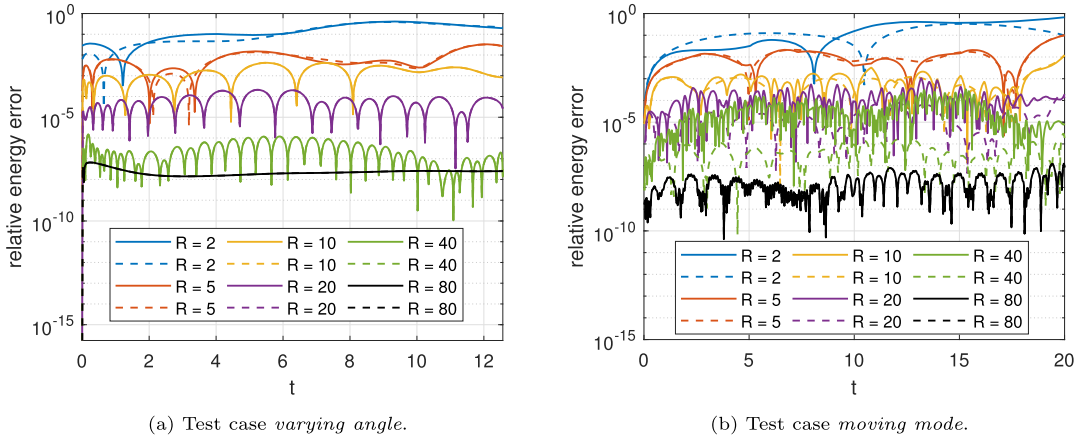 relative energy error
10^0
10^-5
10^-10
10^-15
0 2 4 6 8 10 12
t
R = 2 R = 10 R = 40
R = 2 R = 10 R = 40
R = 5 R = 20 R = 80
R = 5 R = 20 R = 80
(a) Test case varying angle.
relative energy error
10^0
10^-5
10^-10
10^-15
0 5 10 15 20
t
R = 2 R = 10 R = 40
R = 2 R = 10 R = 40
R = 5 R = 20 R = 80
R = 5 R = 20 R = 80
(b) Test case moving mode.